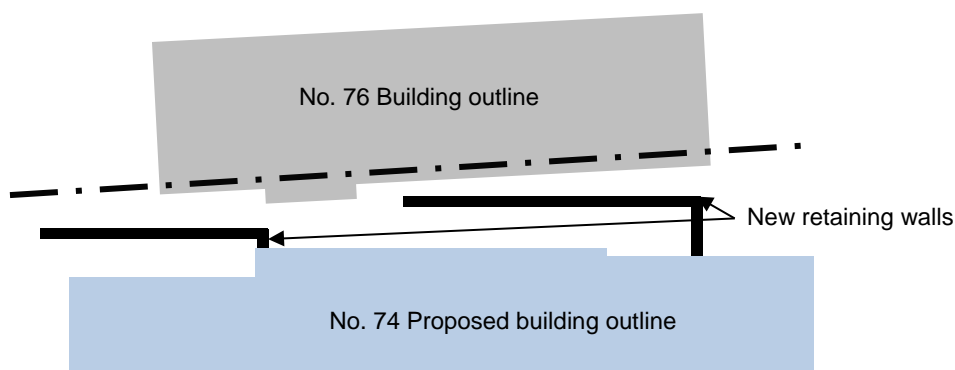 No. 76 Building outline
New retaining walls
No. 74 Proposed building outline